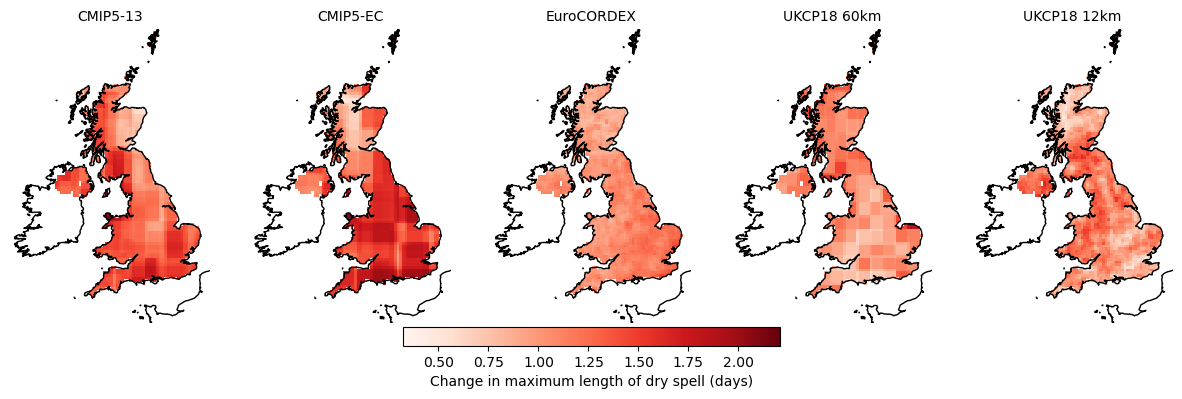 CMIP5-13 CMIP5-EC EuroCORDEX UKCP18 60km UKCP18 12km
0.50 0.75 1.00 1.25 1.50 1.75 2.00
Change in maximum length of dry spell (days)